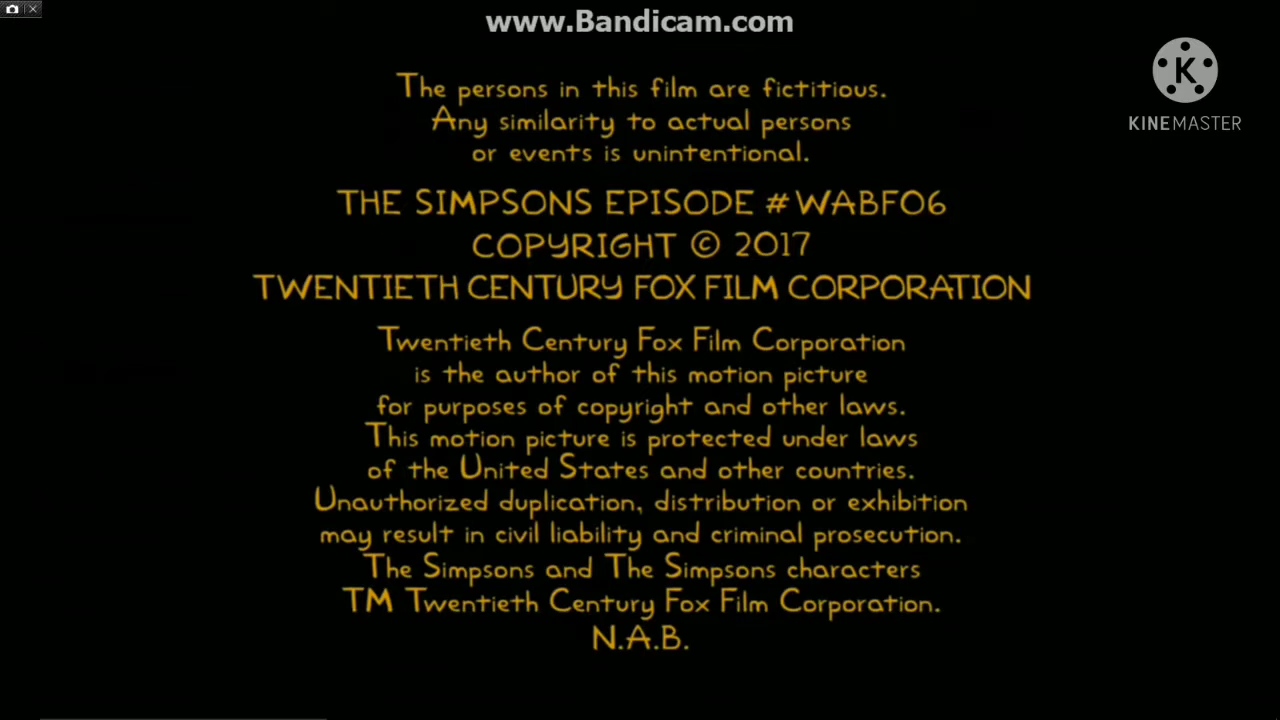 www.Bandicam.com
K
KINEMASTER
The persons in this film are fictitious.
Any similarity to actual persons
or events is unintentional.
THE SIMPSONS EPISODE #WABF06
COPYRIGHT © 2017
TWENTIETH CENTURY FOX FILM CORPORATION
Twentieth Century Fox Film Corporation
is the author of this motion picture
for purposes of copyright and other laws.
This motion picture is protected under laws
of the United States and other countries.
Unauthorized duplication, distribution or exhibition
may result in civil liability and criminal prosecution.
The Simpsons and The Simpsons characters
TM Twentieth Century Fox Film Corporation.
N.A.B.